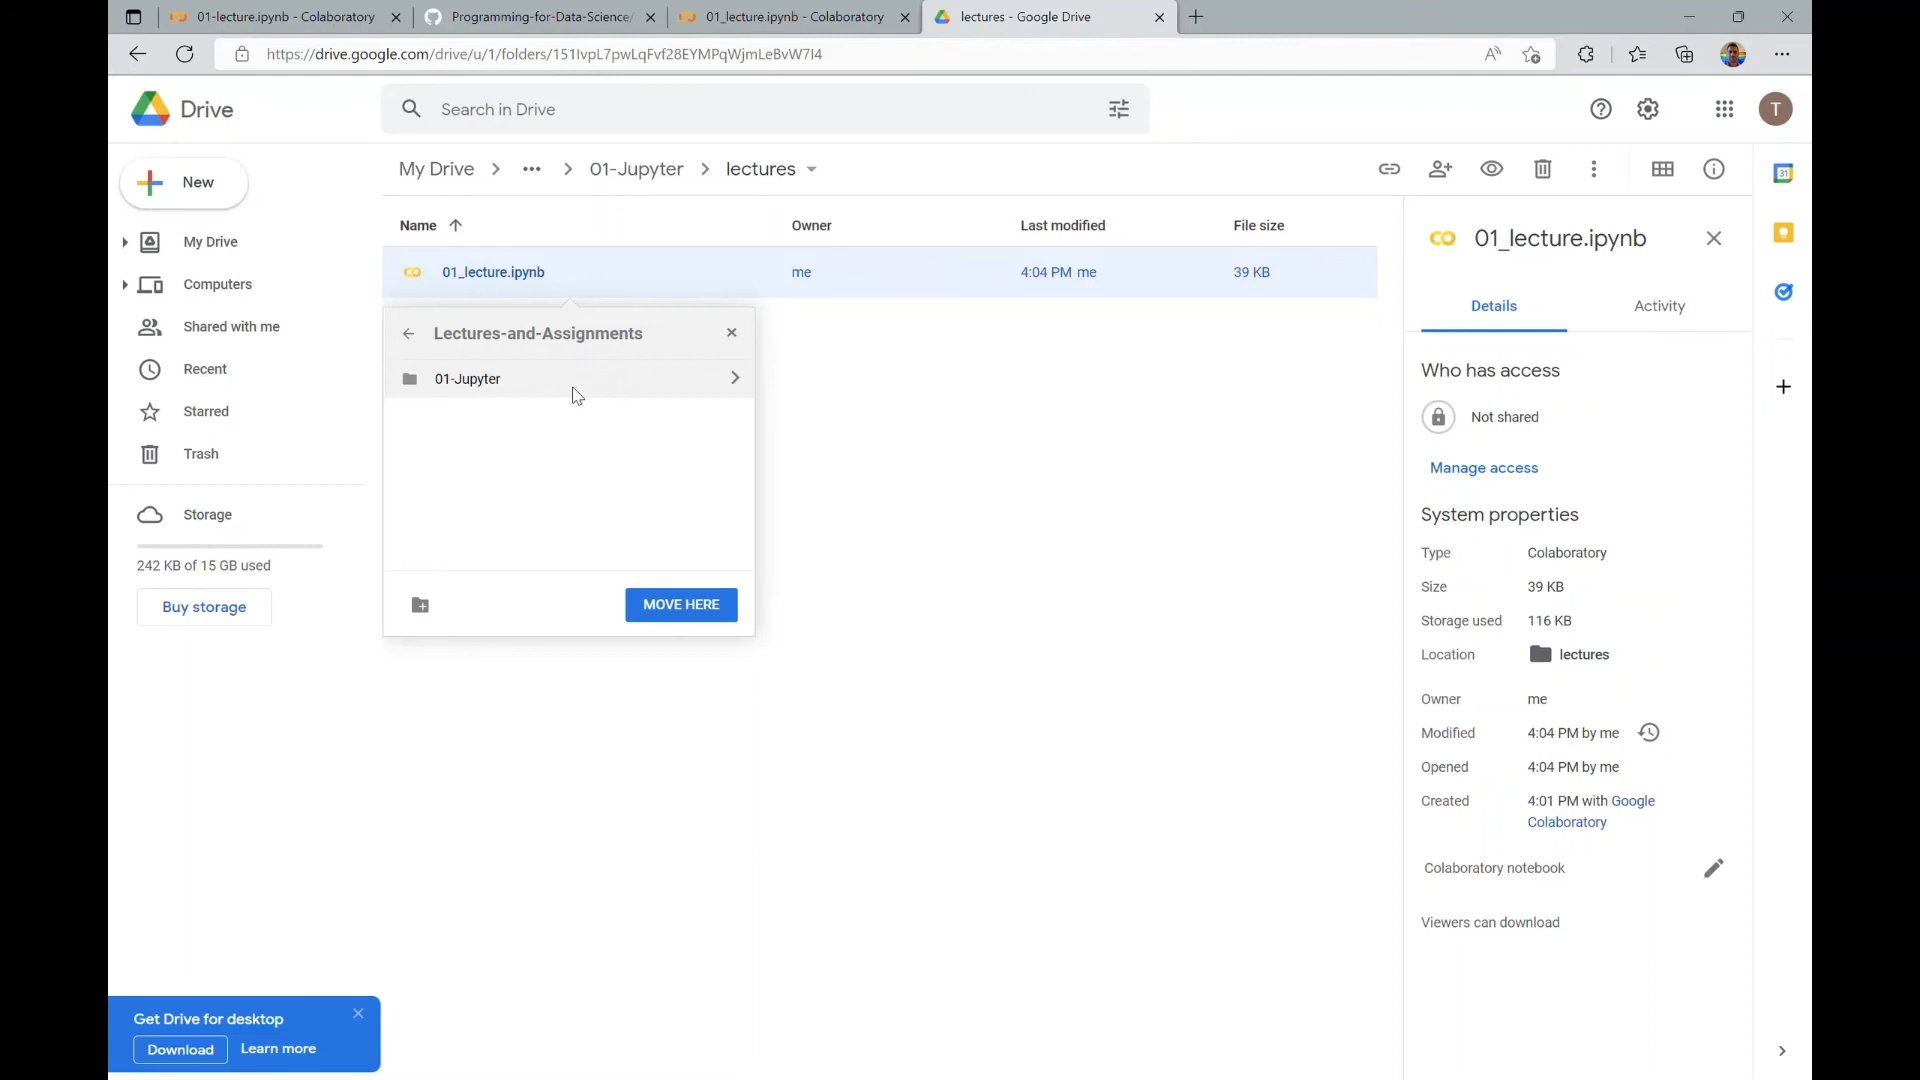 01-lecture.ipynb - Colaboratory
Programming-for-Data-Science/
01_lecture.ipynb - Colaboratory
lectures - Google Drive
https://drive.google.com/drive/u/1/folders/151IvpL7pwLqFvf28EYMPqWjmLeBvW7I4
Drive
Search in Drive
T
New
My Drive
Computers
Shared with me
Recent
Starred
Trash
Storage
242 KB of 15 GB used
Buy storage
My Drive > ••• > 01-Jupyter > lectures
Name Owner Last modified File size
01_lecture.ipynb me 4:04 PM me 39 KB
Lectures-and-Assignments
01-Jupyter
MOVE HERE
01_lecture.ipynb
Details Activity
Who has access
Not shared
Manage access
System properties
Type Colaboratory
Size 39 KB
Storage used 116 KB
Location lectures
Owner me
Modified 4:04 PM by me
Opened 4:04 PM by me
Created 4:01 PM with Google
Colaboratory
Colaboratory notebook
Viewers can download
31
Get Drive for desktop
Download Learn more